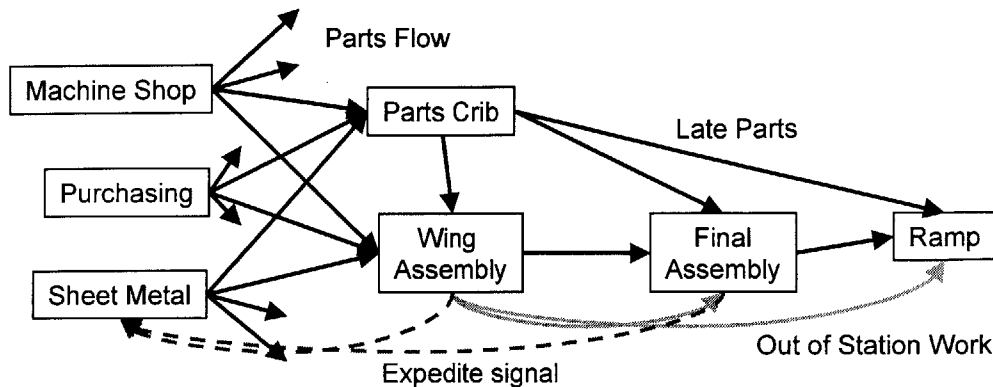 Parts Flow
Machine Shop
Parts Crib
Late Parts
Purchasing
Wing
Assembly
Final
Assembly
Ramp
Sheet Metal
Out of Station Work
Expedite signal